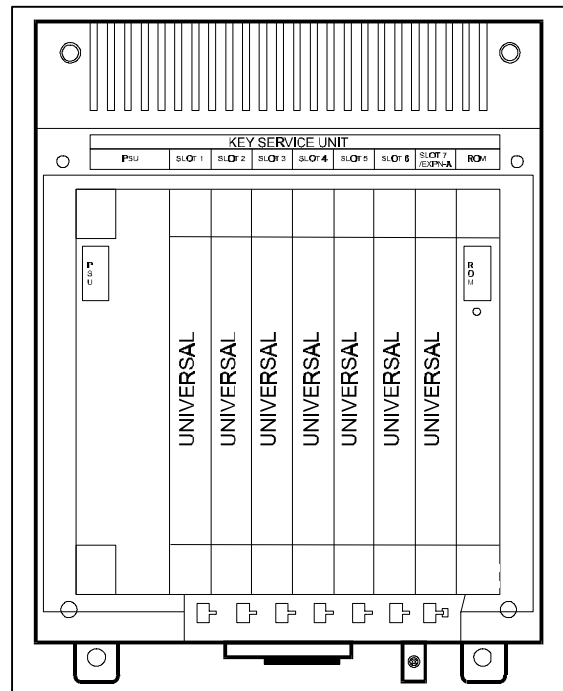 KEY SERVICE UNIT
PSU SLOT 1 SLOT 2 SLOT 3 SLOT 4 SLOT 5 SLOT 6 SLOT 7 /EXPN-A ROM
PSU
ROM
UNIVERSAL
UNIVERSAL
UNIVERSAL
UNIVERSAL
UNIVERSAL
UNIVERSAL
UNIVERSAL